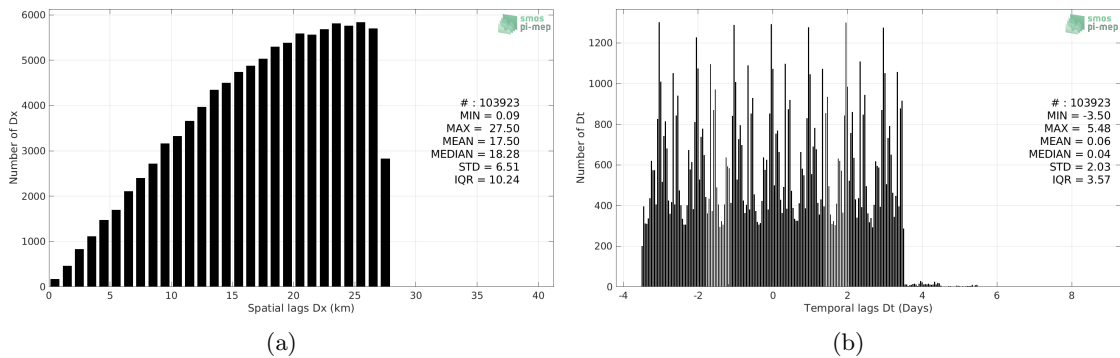 6000
5000
4000
3000
2000
1000
0
Number of Dx
smos
pi-mep
# : 103923
MIN = 0.09
MAX = 27.50
MEAN = 17.50
MEDIAN = 18.28
STD = 6.51
IQR = 10.24
0 5 10 15 20 25 30 35 40
Spatial lags Dx (km)
(a)
1200
1000
800
600
400
200
0
Number of Dt
smos
pi-mep
# : 103923
MIN = -3.50
MAX = 5.48
MEAN = 0.06
MEDIAN = 0.04
STD = 2.03
IQR = 3.57
-4 -2 0 2 4 6 8
Temporal lags Dt (Days)
(b)